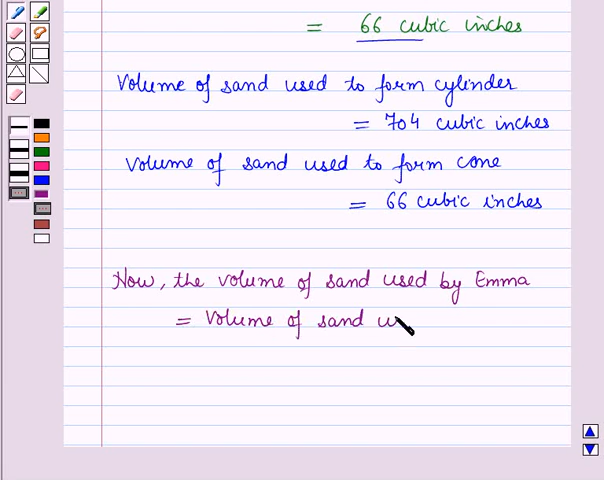 = 66 cubic inches
Volume of sand used to form cylinder
= 704 cubic inches
Volume of sand used to form cone
= 66 cubic inches
Now, the volume of sand used by Emma
= Volume of sand u